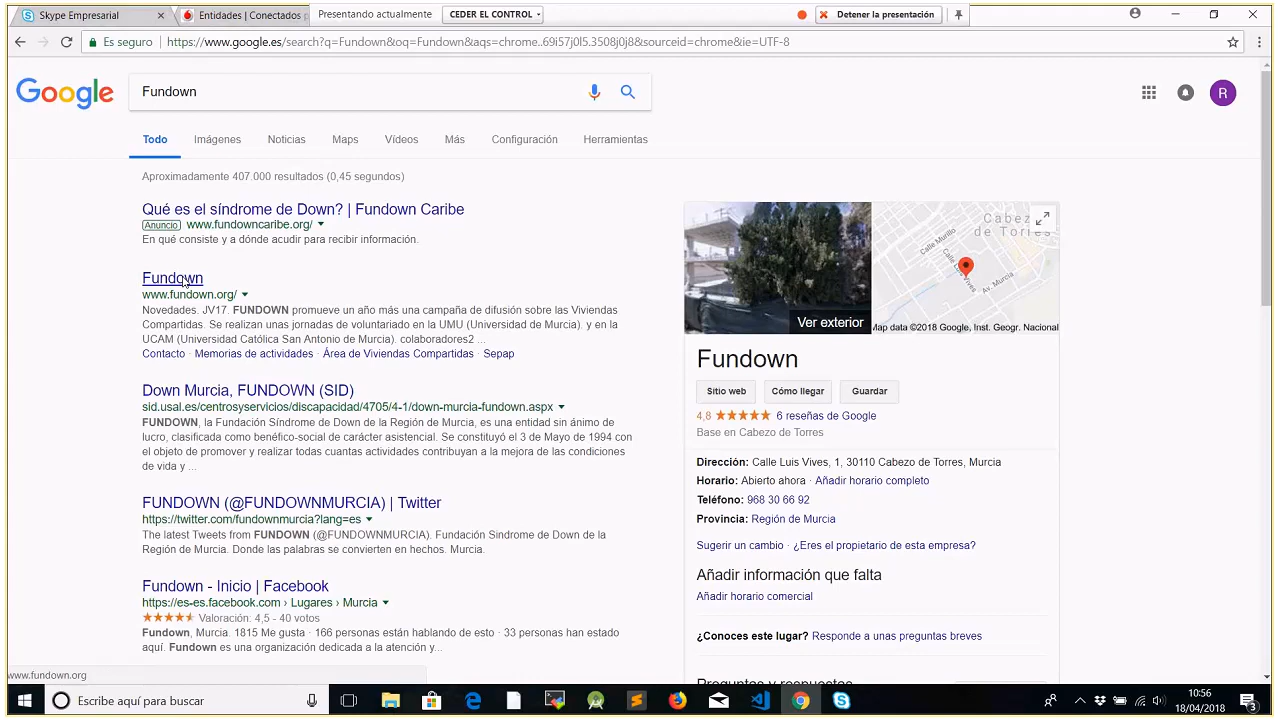 Skype Empresarial
Entidades | Conectados p
Presentando actualmente
CEDER EL CONTROL
Detener la presentación
Es seguro
https://www.google.es/search?q=Fundown&oq=Fundown&aqs=chrome..69i57j0l5.3508j0j8&sourceid=chrome&ie=UTF-8
Google
Fundown
R
Todo
Imágenes
Noticias
Maps
Vídeos
Más
Configuración
Herramientas
Aproximadamente 407.000 resultados (0,45 segundos)
Qué es el síndrome de Down? | Fundown Caribe
Anuncio www.fundowncaribe.org/
En qué consiste y a dónde acudir para recibir información.
Fundown
www.fundown.org/
Novedades. JV17. FUNDOWN promueve un año más una campaña de difusión sobre las Viviendas
Compartidas. Se realizan unas jornadas de voluntariado en la UMU (Universidad de Murcia). y en la
UCAM (Universidad Católica San Antonio de Murcia). colaboradores2 ...
Contacto · Memorias de actividades · Área de Viviendas Compartidas · Sepap
Down Murcia, FUNDOWN (SID)
sid.usal.es/centrosyservicios/discapacidad/4705/4-1/down-murcia-fundown.aspx
FUNDOWN, la Fundación Síndrome de Down de la Región de Murcia, es una entidad sin ánimo de
lucro, clasificada como benéfico-social de carácter asistencial. Se constituyó el 3 de Mayo de 1994 con
el objeto de promover y realizar todas cuantas actividades contribuyan a la mejora de las condiciones
de vida y ...
FUNDOWN (@FUNDOWNMURCIA) | Twitter
https://twitter.com/fundownmurcia?lang=es
The latest Tweets from FUNDOWN (@FUNDOWNMURCIA). Fundación Sindrome de Down de la
Región de Murcia. Donde las palabras se convierten en hechos. Murcia.
Fundown - Inicio | Facebook
https://es-es.facebook.com › Lugares › Murcia
Valoración: 4,5 - 40 votos
Fundown, Murcia. 1815 Me gusta · 166 personas están hablando de esto · 33 personas han estado
aquí. Fundown es una organización dedicada a la atención y...
www.fundown.org
Ver exterior
Cabez
de Torres
Calle Murillo
Calle Luis Vives
Av. Murcia
Map data ©2018 Google, Inst. Geogr. Nacional
Fundown
Sitio web
Cómo llegar
Guardar
4,8 6 reseñas de Google
Base en Cabezo de Torres
Dirección: Calle Luis Vives, 1, 30110 Cabezo de Torres, Murcia
Horario: Abierto ahora · Añadir horario completo
Teléfono: 968 30 66 92
Provincia: Región de Murcia
Sugerir un cambio · ¿Eres el propietario de esta empresa?
Añadir información que falta
Añadir horario comercial
¿Conoces este lugar? Responde a unas preguntas breves
Preguntas y respuestas
Escribe aquí para buscar
10:56
18/04/2018
3